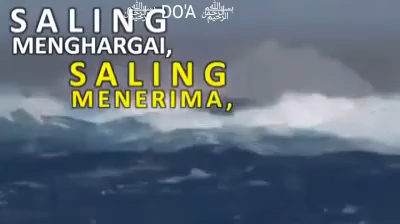 ﷽ DO'A ﷽
SALING
MENGHARGAI,
SALING
MENERIMA,